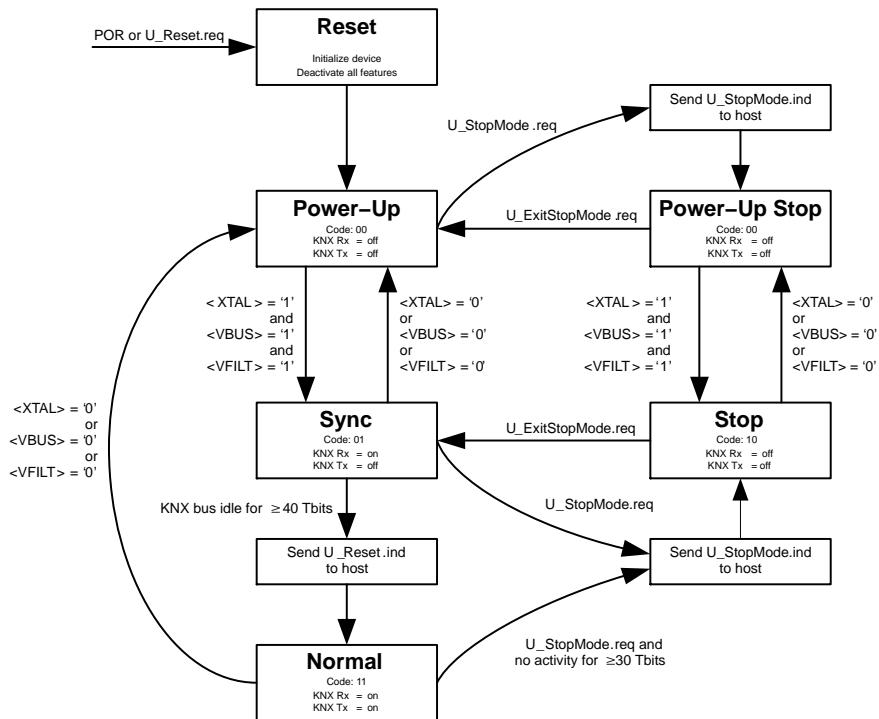 Reset
Initialize device
Deactivate all features
POR or U_Reset.req
Send U_StopMode.ind
to host
U_StopMode .req
Power–Up
Code: 00
KNX Rx = off
KNX Tx = off
U_ExitStopMode .req
Power–Up Stop
Code: 00
KNX Rx = off
KNX Tx = off
<XTAL> = '1'
and
<VBUS> = '1'
and
<VFILT> = '1'
<XTAL> = '0'
or
<VBUS> = '0'
or
<VFILT> = '0'
<XTAL> = '1'
and
<VBUS> = '1'
and
<VFILT> = '1'
<XTAL> = '0'
or
<VBUS> = '0'
or
<VFILT> = '0'
<XTAL> = '0'
or
<VBUS> = '0'
or
<VFILT> = '0'
Sync
Code: 01
KNX Rx = on
KNX Tx = off
U_ExitStopMode.req
Stop
Code: 10
KNX Rx = off
KNX Tx = off
KNX bus idle for ≥40 Tbits
U_StopMode.req
Send U_Reset.ind
to host
Send U_StopMode.ind
to host
U_StopMode.req and
no activity for ≥30 Tbits
Normal
Code: 11
KNX Rx = on
KNX Tx = on